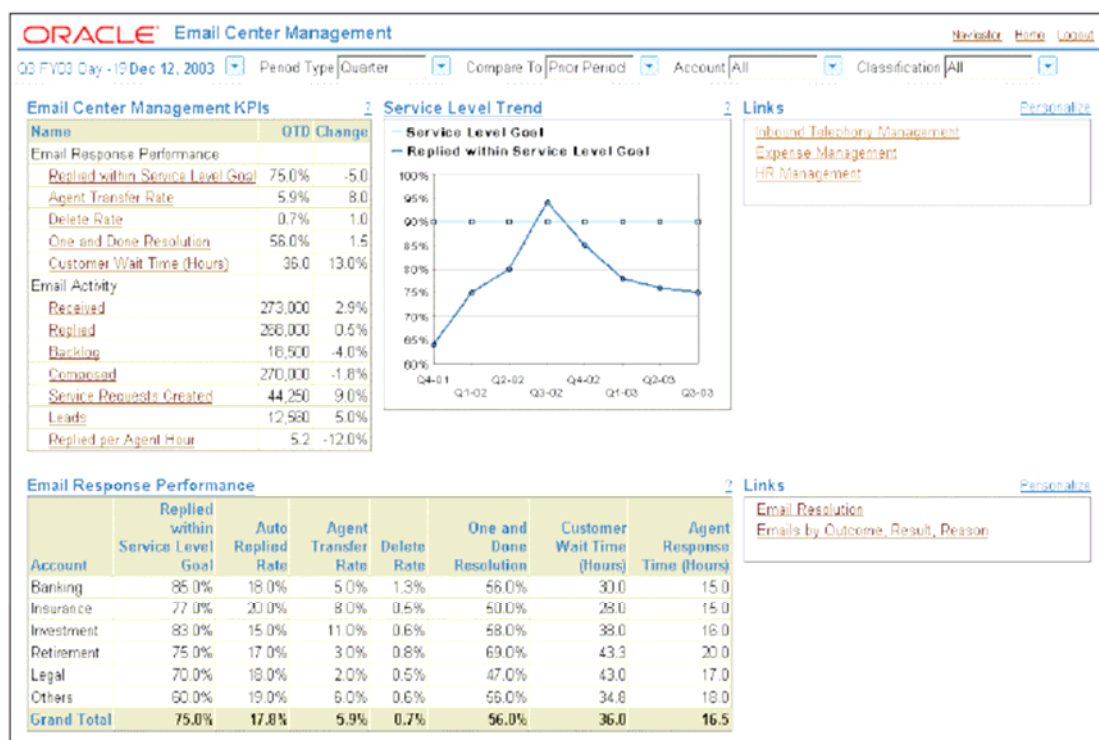 ORACLE Email Center Management
Navigator Home Logout
Q3 FY03 Day -19 Dec 12, 2003 Period Type Quarter Compare To Prior Period Account All Classification All
Email Center Management KPIs ?
Name QTD Change
Email Response Performance
Replied within Service Level Goal 75.0% -5.0
Agent Transfer Rate 5.9% 8.0
Delete Rate 0.7% 1.0
One and Done Resolution 56.0% 1.5
Customer Wait Time (Hours) 36.0 13.0%
Email Activity
Received 273,000 2.9%
Replied 268,000 0.5%
Backlog 18,500 -4.0%
Composed 270,000 -1.8%
Service Requests Created 44,250 9.0%
Leads 12,560 5.0%
Replied per Agent Hour 5.2 -12.0%
Service Level Trend ?
Service Level Goal
Replied within Service Level Goal
100%
95%
90%
85%
80%
75%
70%
65%
60%
Q4-01 Q2-02 Q4-02 Q2-03
Q1-02 Q3-02 Q1-03 Q3-03
Links Personalize
Inbound Telephony Management
Expense Management
HR Management
Email Response Performance ?
Account Replied within Service Level Goal Auto Replied Rate Agent Transfer Rate Delete Rate One and Done Resolution Customer Wait Time (Hours) Agent Response Time (Hours)
Banking 85.0% 18.0% 5.0% 1.3% 56.0% 30.0 15.0
Insurance 77.0% 20.0% 8.0% 0.5% 50.0% 28.0 15.0
Investment 83.0% 15.0% 11.0% 0.6% 58.0% 38.0 16.0
Retirement 75.0% 17.0% 3.0% 0.8% 69.0% 43.3 20.0
Legal 70.0% 18.0% 2.0% 0.5% 47.0% 43.0 17.0
Others 60.0% 19.0% 6.0% 0.6% 56.0% 34.8 18.0
Grand Total 75.0% 17.8% 5.9% 0.7% 56.0% 36.0 16.5
Links Personalize
Email Resolution
Emails by Outcome, Result, Reason